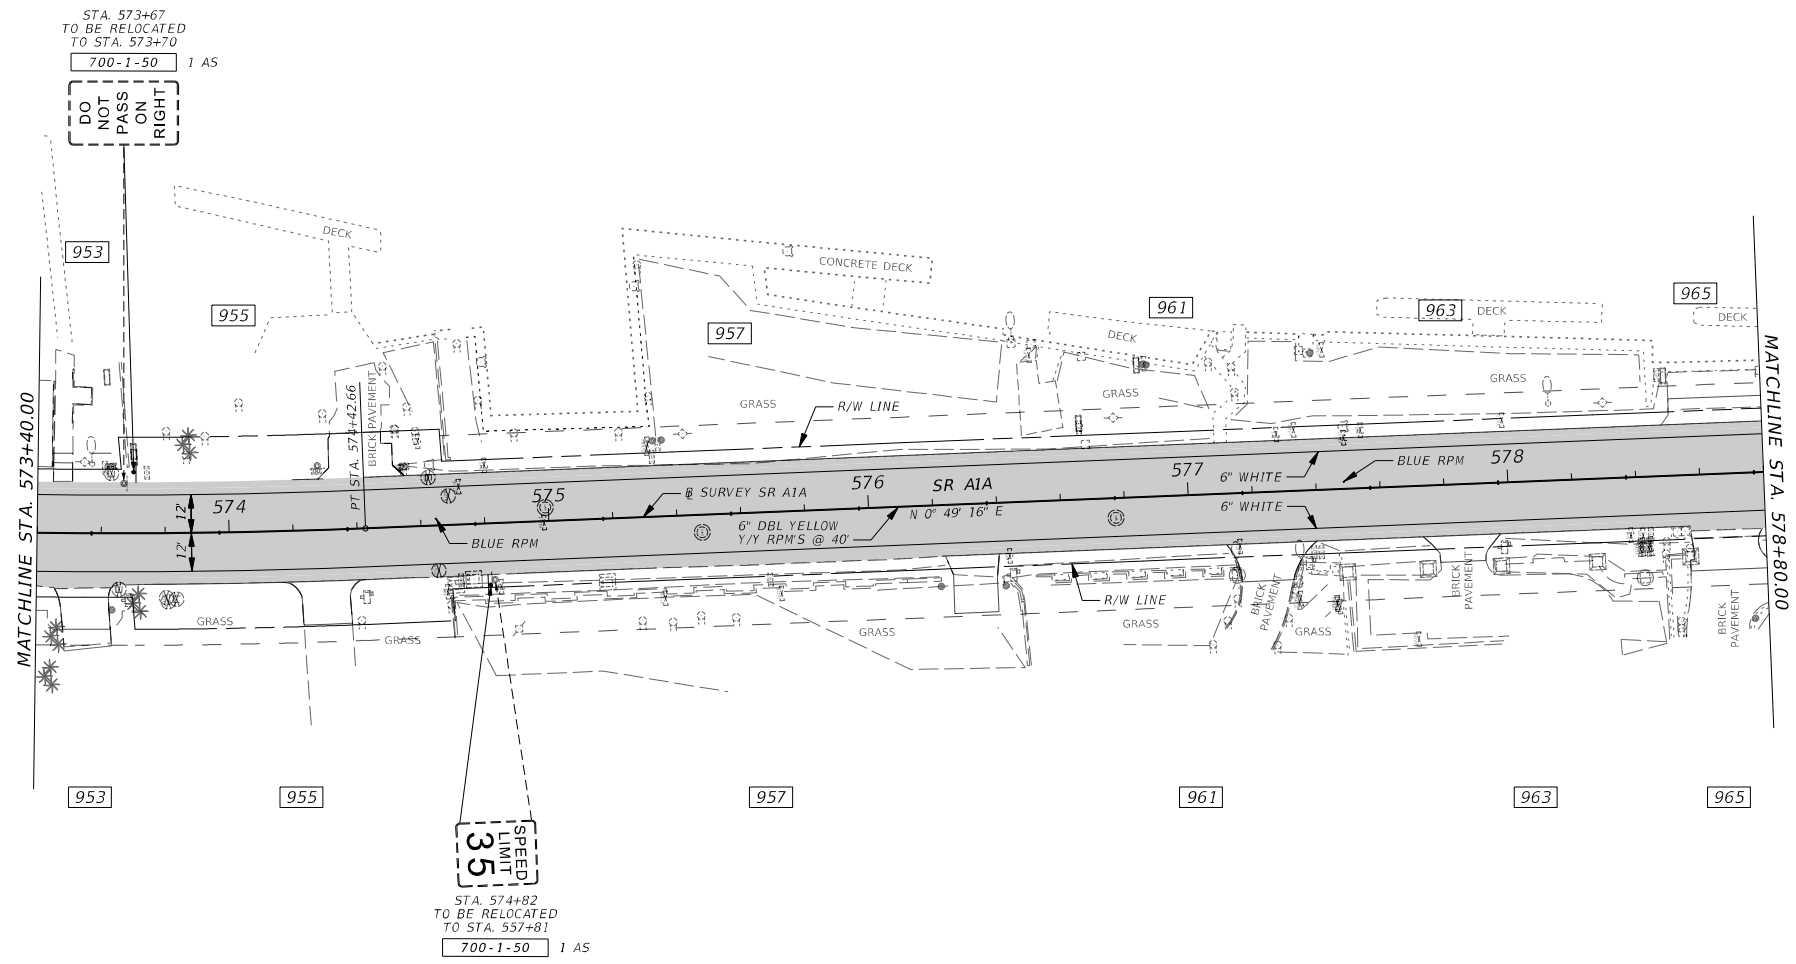 STA. 573+67
TO BE RELOCATED
TO STA. 573+70
700-1-50 1 AS
DO
NOT
PASS
ON
RIGHT
953
955
DECK
CONCRETE DECK
957
DECK
961
963
DECK
965
DECK
MATCHLINE STA. 573+40.00
PT STA. 574+42.66
BRICK PAVEMENT
GRASS
R/W LINE
GRASS
GRASS
MATCHLINE STA. 578+80.00
12'
12'
574
575
576
577
578
BLUE RPM
B SURVEY SR A1A
SR A1A
N 0° 49' 16" E
6" DBL YELLOW
Y/Y RPM'S @ 40'
6" WHITE
6" WHITE
BLUE RPM
R/W LINE
GRASS
GRASS
GRASS
GRASS
BRICK
PAVEMENT
GRASS
BRICK
PAVEMENT
BRICK
PAVEMENT
953
955
957
961
963
965
SPEED
LIMIT
35
STA. 574+82
TO BE RELOCATED
TO STA. 557+81
700-1-50 1 AS